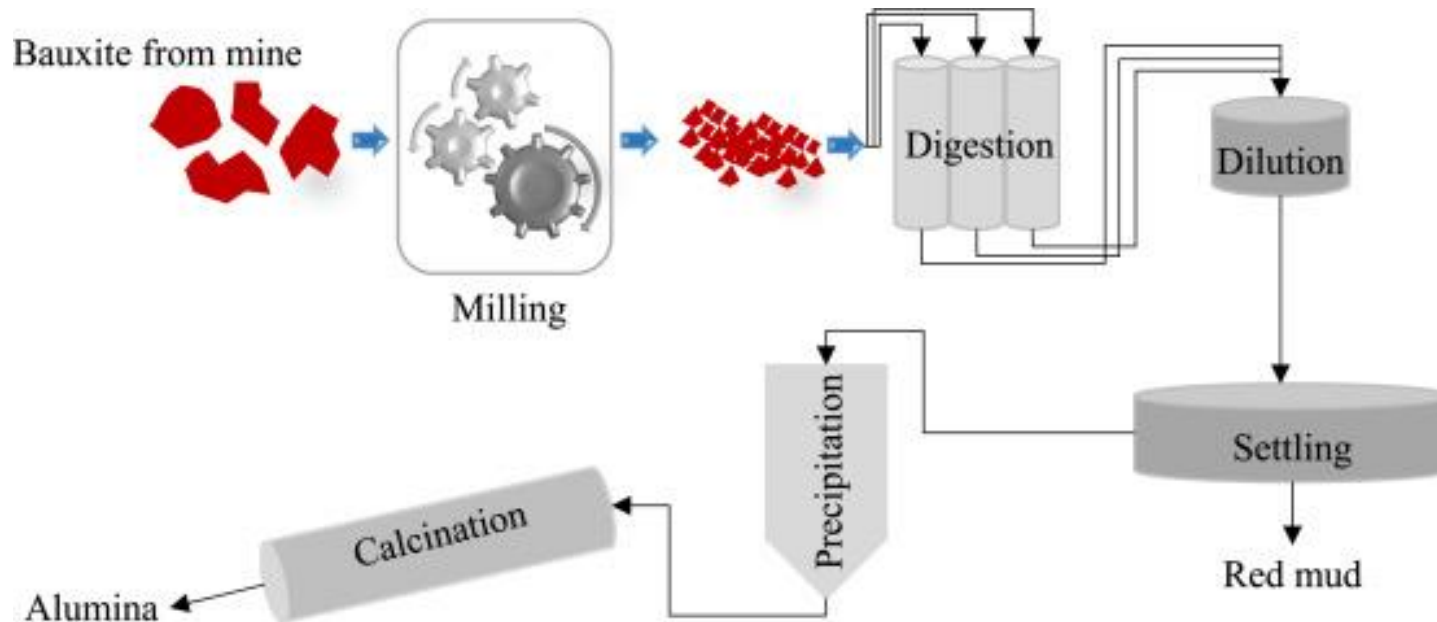 Bauxite from mine
Milling
Digestion
Dilution
Settling
Red mud
Precipitation
Calcination
Alumina